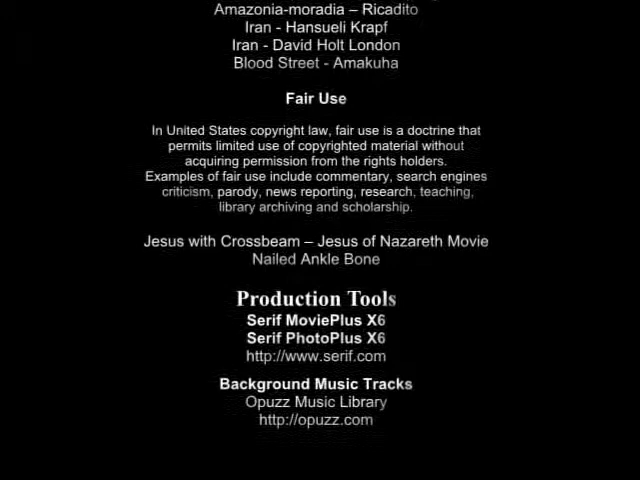 Amazonia-moradia – Ricadito
Iran - Hansueli Krapf
Iran - David Holt London
Blood Street - Amakuha
Fair Use
In United States copyright law, fair use is a doctrine that
permits limited use of copyrighted material without
acquiring permission from the rights holders.
Examples of fair use include commentary, search engines
criticism, parody, news reporting, research, teaching,
library archiving and scholarship.
Jesus with Crossbeam – Jesus of Nazareth Movie
Nailed Ankle Bone
Production Tools
Serif MoviePlus X6
Serif PhotoPlus X6
http://www.serif.com
Background Music Tracks
Opuzz Music Library
http://opuzz.com